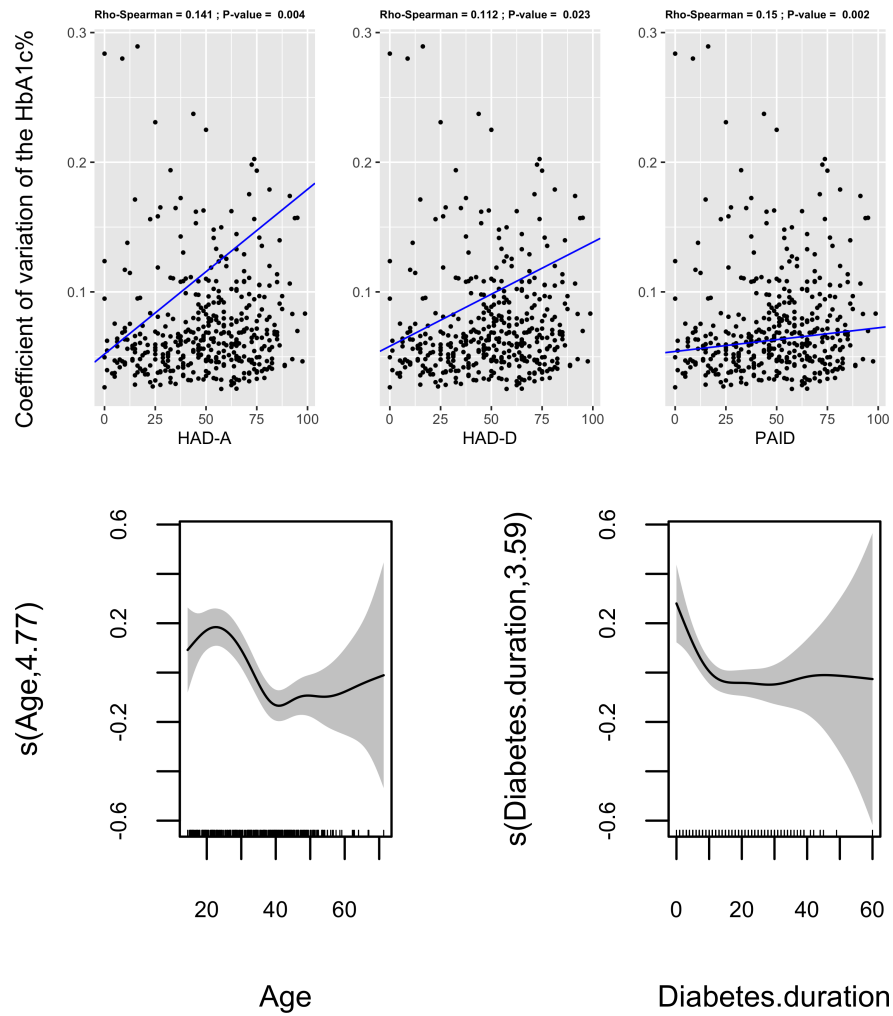 Rho-Spearman = 0.141 ; P-value =  0.004
Rho-Spearman = 0.112 ; P-value =  0.023
Rho-Spearman = 0.15 ; P-value =  0.002
Coefficient of variation of the HbA1c%
0.3
0.2
0.1
0 25 50 75 100
HAD-A
0.3
0.2
0.1
0 25 50 75 100
HAD-D
0.3
0.2
0.1
0 25 50 75 100
PAID
s(Age,4.77)
0.6
0.2
-0.2
-0.6
20 40 60
Age
s(Diabetes.duration,3.59)
0.6
0.2
-0.2
-0.6
0 20 40 60
Diabetes.duration